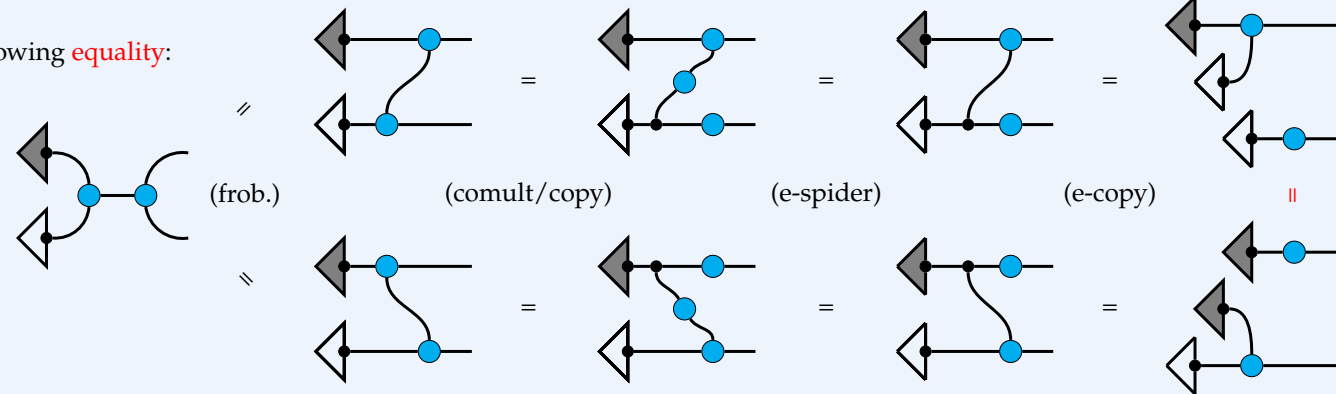 owing equality:
= = = =
(frob.) (comult/copy) (e-spider) (e-copy) =
= = = =